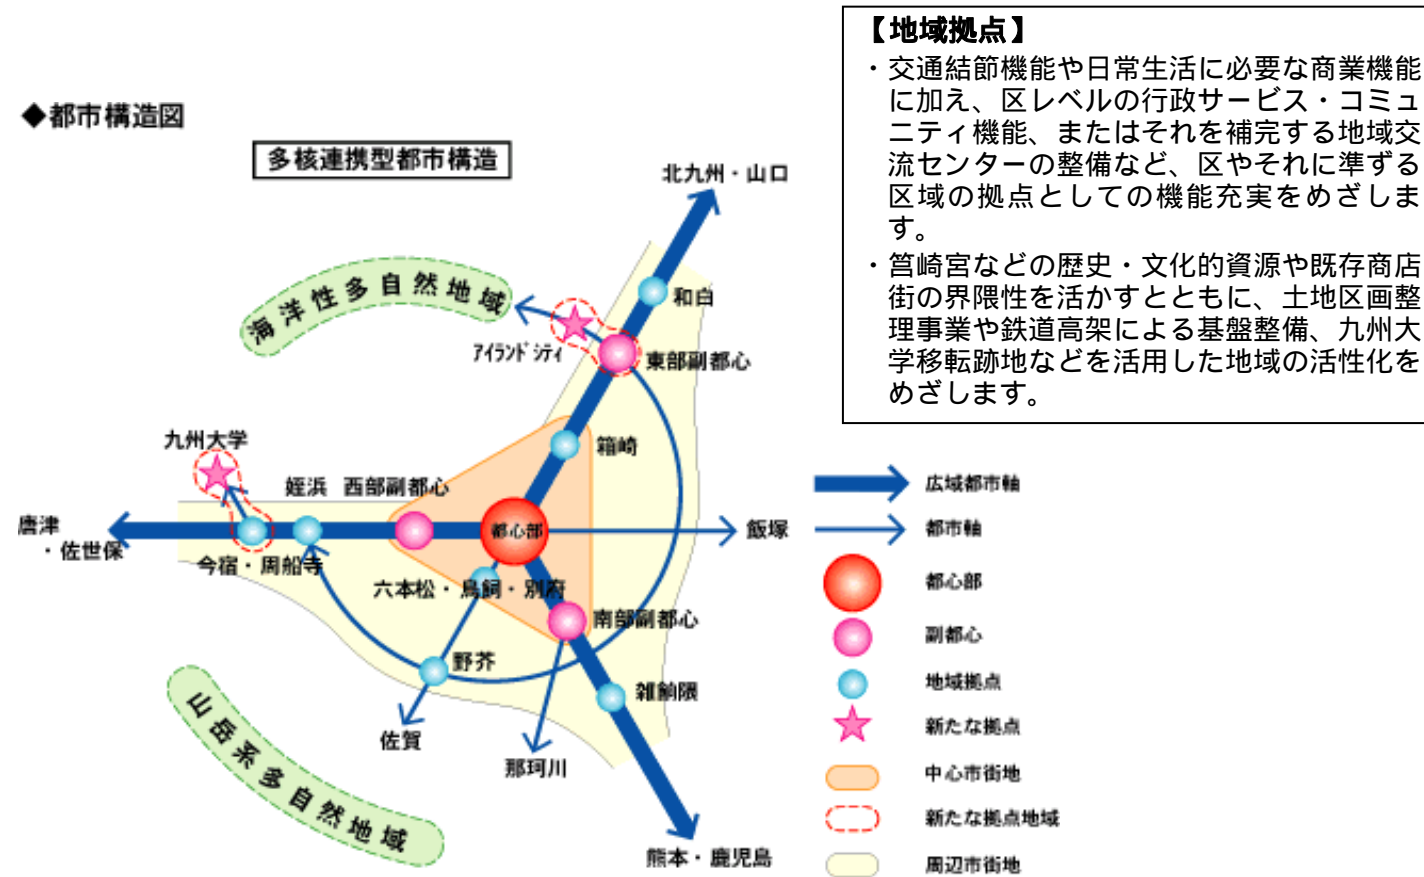 【地域拠点】
・交通結節機能や日常生活に必要な商業機能
に加え、区レベルの行政サービス・コミュ
ニティ機能、またはそれを補完する地域交
流センターの整備など、区やそれに準ずる
区域の拠点としての機能充実をめざしま
す。
・筥崎宮などの歴史・文化的資源や既存商店
街の界隈性を活かすとともに、土地区画整
理事業や鉄道高架による基盤整備、九州大
学移転跡地などを活用した地域の活性化を
めざします。
◆都市構造図
多核連携型都市構造
北九州・山口
海洋性多自然地域
和白
アイランドシティ
東部副都心
九州大学
箱崎
姪浜 西部副都心
唐津
・佐世保
都心部
飯塚
今宿・周船寺
六本松・鳥飼・別府
南部副都心
野芥
雑餉隈
佐賀
那珂川
山岳系多自然地域
熊本・鹿児島
広域都市軸
都市軸
都心部
副都心
地域拠点
新たな拠点
中心市街地
新たな拠点地域
周辺市街地